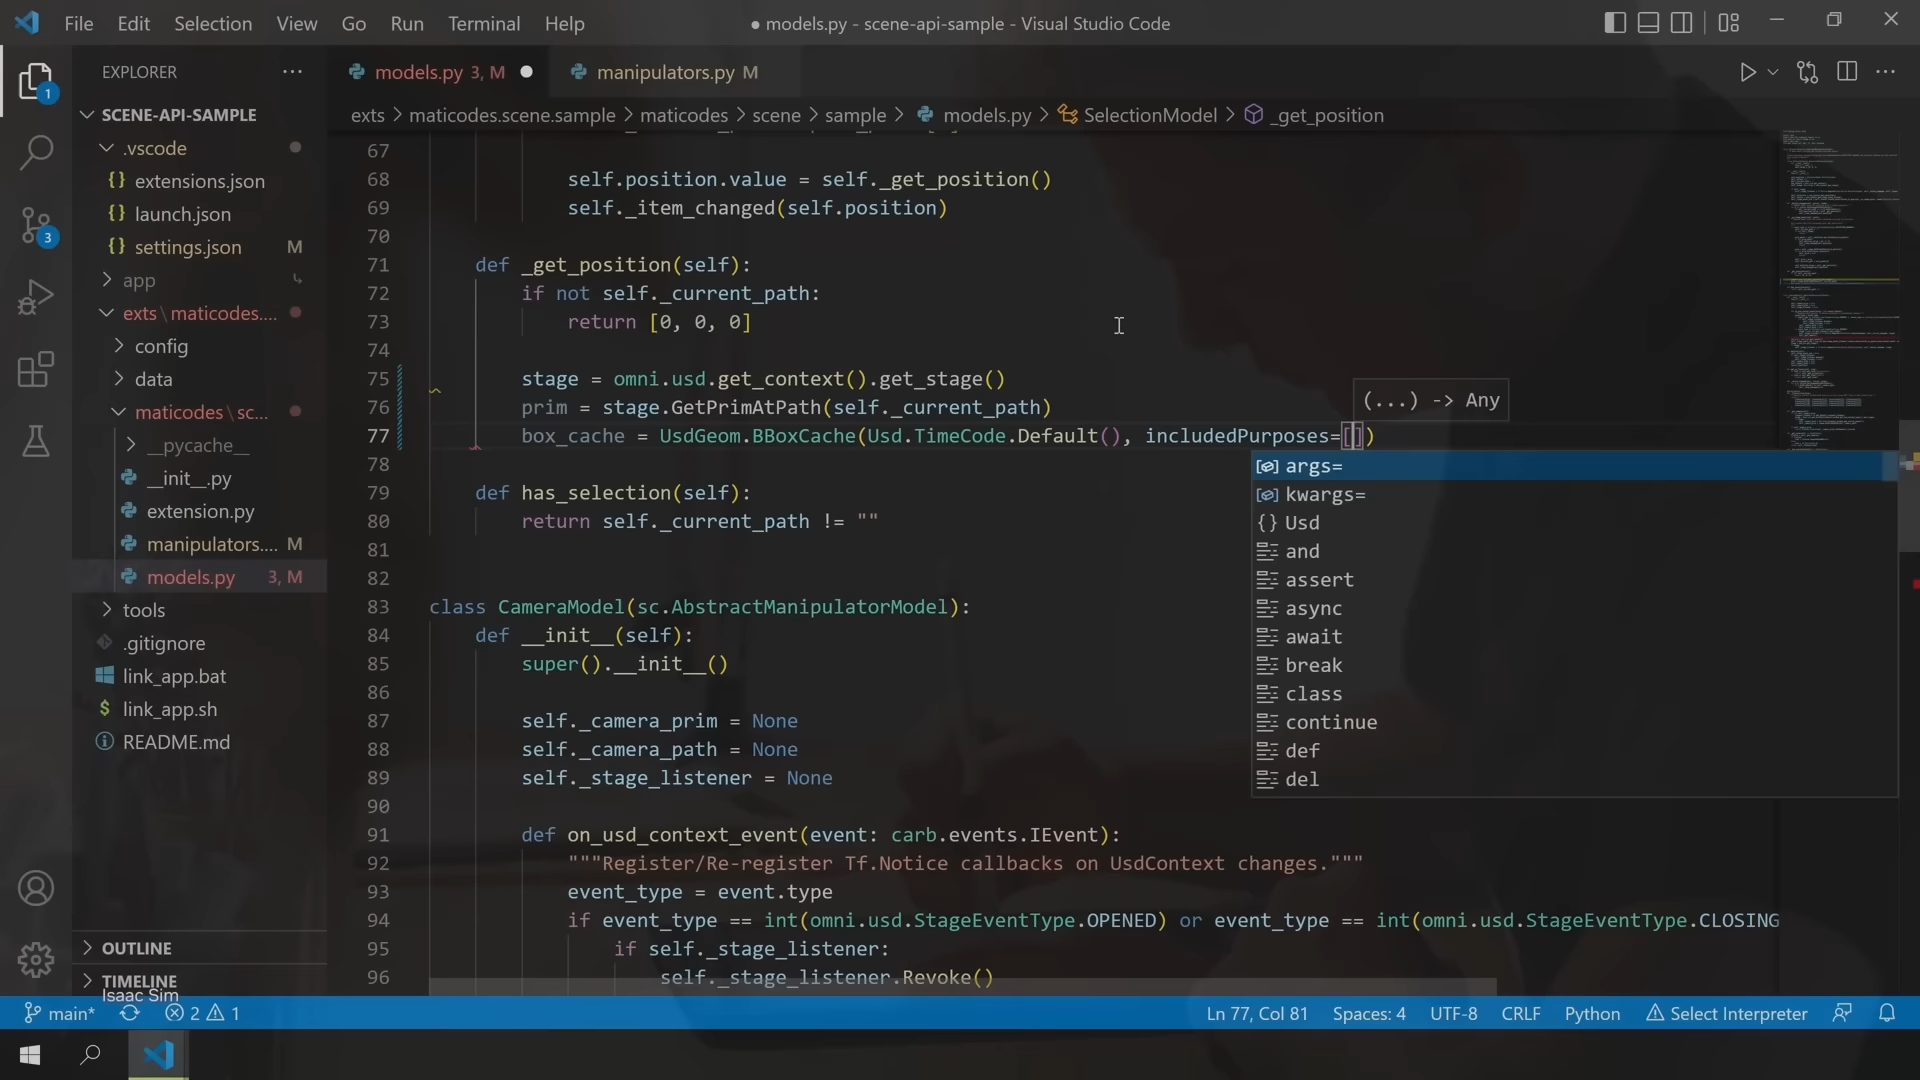 File Edit Selection View Go Run Terminal Help
● models.py - scene-api-sample - Visual Studio Code
EXPLORER
models.py 3, M
manipulators.py M
SCENE-API-SAMPLE
exts > maticodes.scene.sample > maticodes > scene > sample > models.py > SelectionModel > _get_position
1
3
.vscode
{} extensions.json
{} launch.json
{} settings.json M
app
exts\maticodes....
config
data
maticodes\sc...
__pycache__
__init__.py
extension.py
manipulators.... M
models.py 3, M
tools
.gitignore
link_app.bat
$ link_app.sh
README.md
OUTLINE
TIMELINE
Isaac Sim
67
68 self.position.value = self._get_position()
69 self._item_changed(self.position)
70
71 def _get_position(self):
72 if not self._current_path:
73 return [0, 0, 0]
74
75 stage = omni.usd.get_context().get_stage()
76 prim = stage.GetPrimAtPath(self._current_path)
77 box_cache = UsdGeom.BBoxCache(Usd.TimeCode.Default(), includedPurposes=[])
78
79 def has_selection(self):
80 return self._current_path != ""
81
82
83 class CameraModel(sc.AbstractManipulatorModel):
84 def __init__(self):
85 super().__init__()
86
87 self._camera_prim = None
88 self._camera_path = None
89 self._stage_listener = None
90
91 def on_usd_context_event(event: carb.events.IEvent):
92 """Register/Re-register Tf.Notice callbacks on UsdContext changes."""
93 event_type = event.type
94 if event_type == int(omni.usd.StageEventType.OPENED) or event_type == int(omni.usd.StageEventType.CLOSING
95 if self._stage_listener:
96 self._stage_listener.Revoke()
(...) -> Any
args=
kwargs=
{} Usd
and
assert
async
await
break
class
continue
def
del
main* 2 1
Ln 77, Col 81 Spaces: 4 UTF-8 CRLF Python Select Interpreter